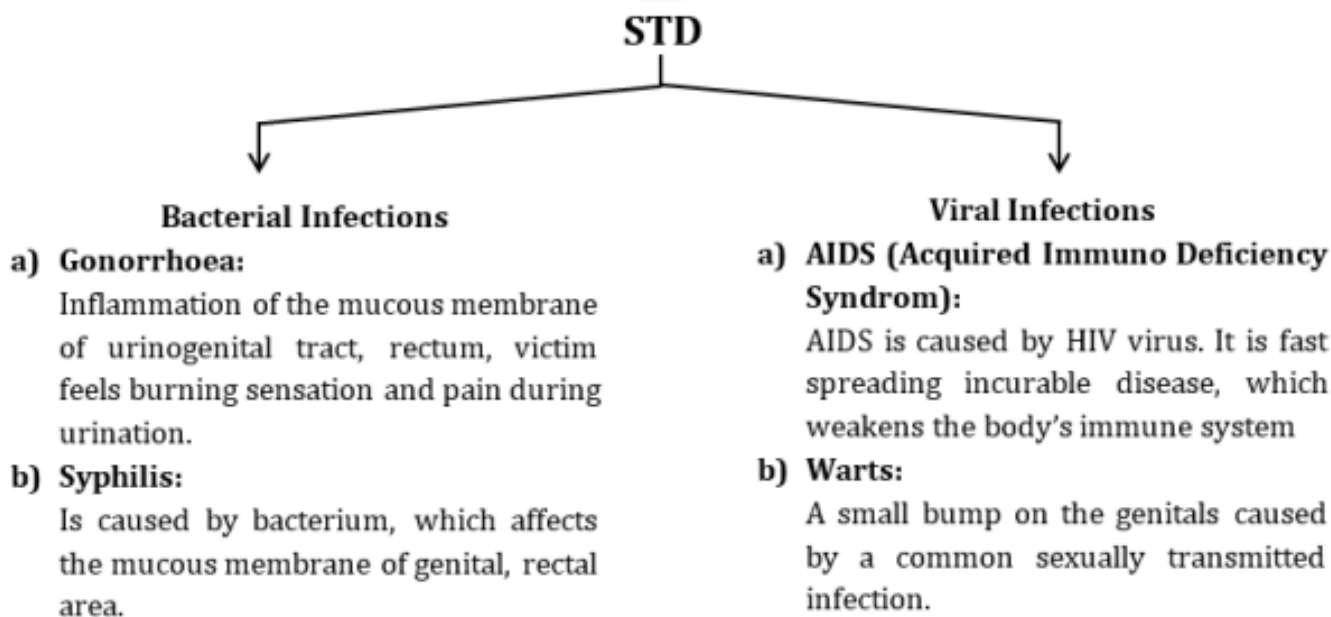 STD
Bacterial Infections
a) Gonorrhoea:
Inflammation of the mucous membrane
of urinogenital tract, rectum, victim
feels burning sensation and pain during
urination.
b) Syphilis:
Is caused by bacterium, which affects
the mucous membrane of genital, rectal
area.
Viral Infections
a) AIDS (Acquired Immuno Deficiency
Syndrom):
AIDS is caused by HIV virus. It is fast
spreading incurable disease, which
weakens the body’s immune system
b) Warts:
A small bump on the genitals caused
by a common sexually transmitted
infection.